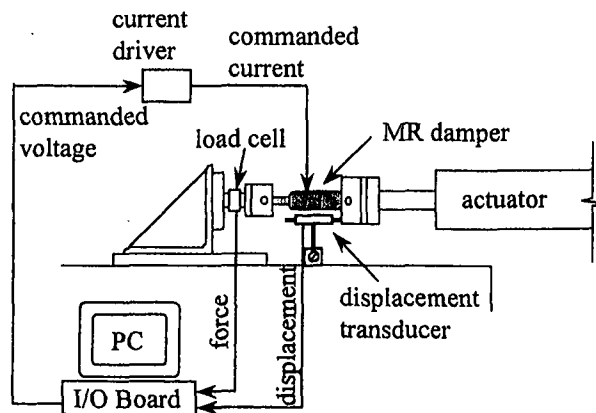 current
driver
commanded
current
commanded
voltage
load cell
MR damper
actuator
displacement
transducer
force
displacement
PC
I/O Board